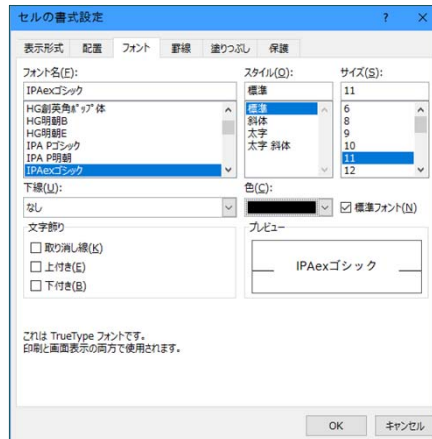 セルの書式設定 ? ×
表示形式 配置 フォント 罫線 塗りつぶし 保護
フォント名(F): スタイル(O): サイズ(S):
IPAexゴシック 標準 11
HG創英角ﾎﾟｯﾌﾟ体 標準 6
HG明朝B 斜体 8
HG明朝E 太字 9
IPA Pゴシック 太字 斜体 10
IPA P明朝 11
IPAexゴシック 12
下線(U): 色(C):
なし 標準フォント(N)
文字飾り プレビュー
取り消し線(K)
上付き(E) IPAexゴシック
下付き(B)
これは TrueType フォントです。
印刷と画面表示の両方で使用されます。
OK キャンセル